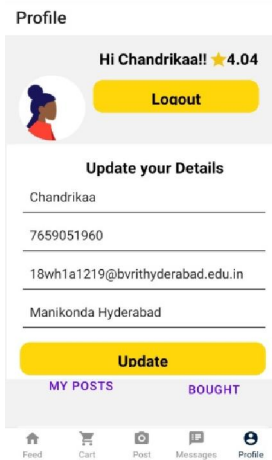 Profile
Hi Chandrikaa!! ⭐4.04
Logout
Update your Details
Chandrikaa
7659051960
18wh1a1219@bvrithyderabad.edu.in
Manikonda Hyderabad
Update
MY POSTS BOUGHT
Feed Cart Post Messages Profile